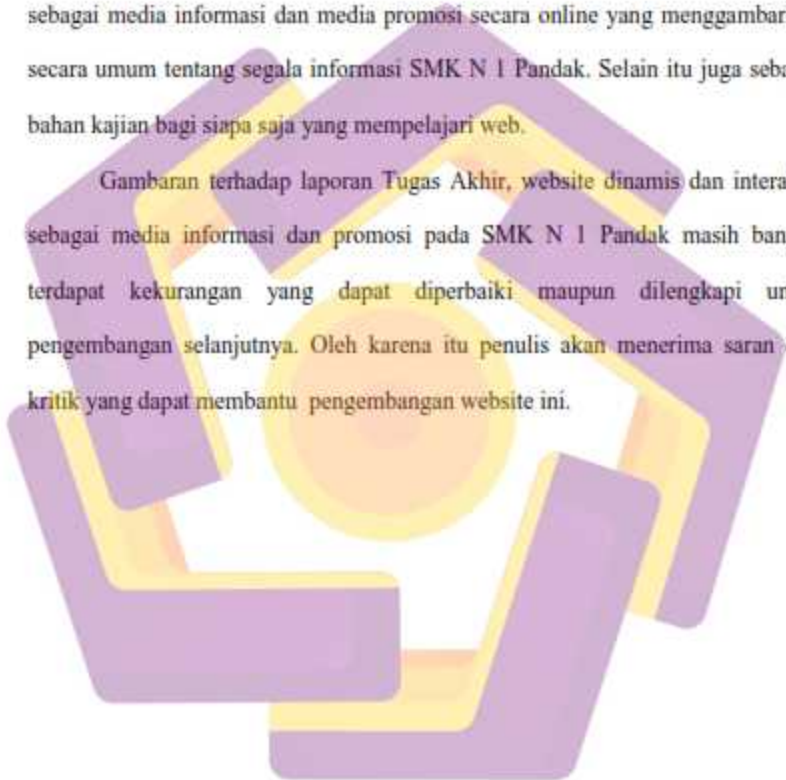 sebagai media informasi dan media promosi secara online yang menggambar
secara umum tentang segala informasi SMK N 1 Pandak. Selain itu juga seba
bahan kajian bagi siapa saja yang mempelajari web.
Gambaran terhadap laporan Tugas Akhir, website dinamis dan intera
sebagai media informasi dan promosi pada SMK N 1 Pandak masih ban
terdapat kekurangan yang dapat diperbaiki maupun dilengkapi un
pengembangan selanjutnya. Oleh karena itu penulis akan menerima saran
kritik yang dapat membantu pengembangan website ini.